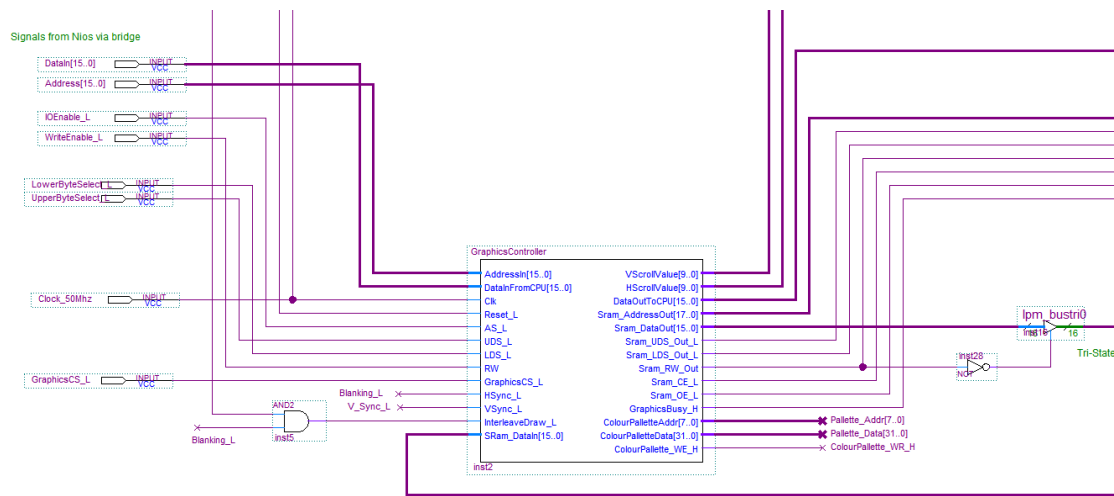 Signals from Nios via bridge
DataIn[15..0] INPUT VCC
Address[15..0] INPUT VCC
IOEnable_L INPUT VCC
WriteEnable_L INPUT VCC
LowerByteSelect_L INPUT VCC
UpperByteSelect_L INPUT VCC
Clock_50Mhz INPUT VCC
GraphicsCS_L INPUT VCC
Blanking_L
V_Sync_L
AND2
Blanking_L
inst5
GraphicsController
AddressIn[15..0] VScrollValue[9..0]
DataInFromCPU[15..0] HScrollValue[9..0]
Clk DataOutToCPU[15..0]
Reset_L Sram_AddressOut[17..0]
AS_L Sram_DataOut[15..0]
UDS_L Sram_UDS_Out_L
LDS_L Sram_LDS_Out_L
RW Sram_RW_Out
GraphicsCS_L Sram_CE_L
HSync_L Sram_OE_L
VSync_L GraphicsBusy_H
InterleaveDraw_L ColourPalletteAddr[7..0]
SRam_DataIn[15..0] ColourPalletteData[31..0]
ColourPallette_WE_H
inst2
Pallette_Addr[7..0]
Pallette_Data[31..0]
ColourPallette_WR_H
lpm_bustri0
16 inst16 16
Tri-State
inst28
NOT